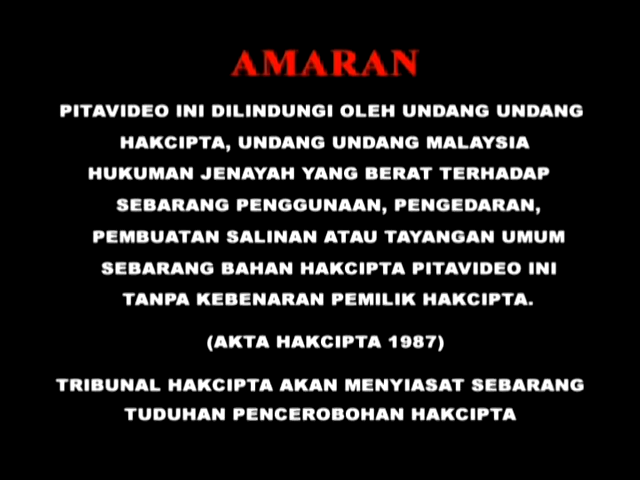 AMARAN
PITAVIDEO INI DILINDUNGI OLEH UNDANG UNDANG
HAKCIPTA, UNDANG UNDANG MALAYSIA
HUKUMAN JENAYAH YANG BERAT TERHADAP
SEBARANG PENGGUNAAN, PENGEDARAN,
PEMBUATAN SALINAN ATAU TAYANGAN UMUM
SEBARANG BAHAN HAKCIPTA PITAVIDEO INI
TANPA KEBENARAN PEMILIK HAKCIPTA.
(AKTA HAKCIPTA 1987)
TRIBUNAL HAKCIPTA AKAN MENYIASAT SEBARANG
TUDUHAN PENCEROBOHAN HAKCIPTA